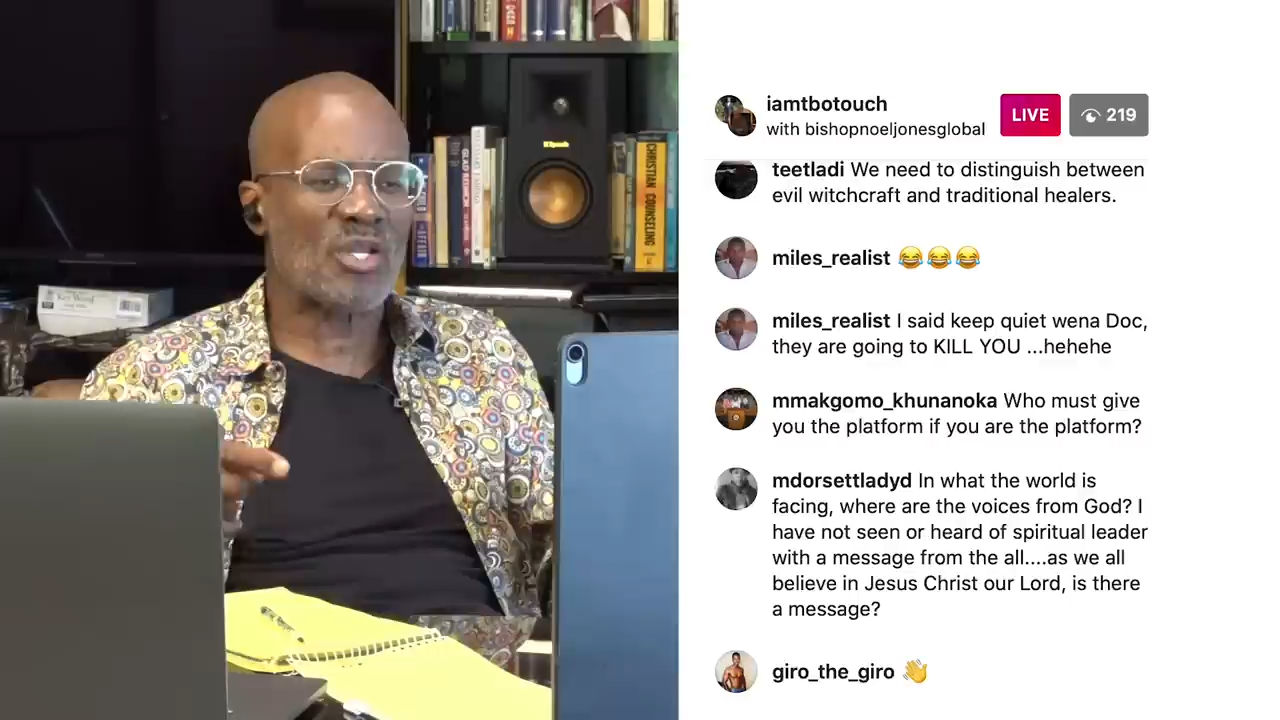 iamtbotouch
with bishopnoeljonesglobal
LIVE
219
teetladi We need to distinguish between
evil witchcraft and traditional healers.
miles_realist 😂😂😂
miles_realist I said keep quiet wena Doc,
they are going to KILL YOU ...hehehe
mmakgomo_khunanoka Who must give
you the platform if you are the platform?
mdorsettladyd In what the world is
facing, where are the voices from God? I
have not seen or heard of spiritual leader
with a message from the all....as we all
believe in Jesus Christ our Lord, is there
a message?
giro_the_giro 👋
Klipsch
CHRISTIAN COUNSELING
GLAD REUNION